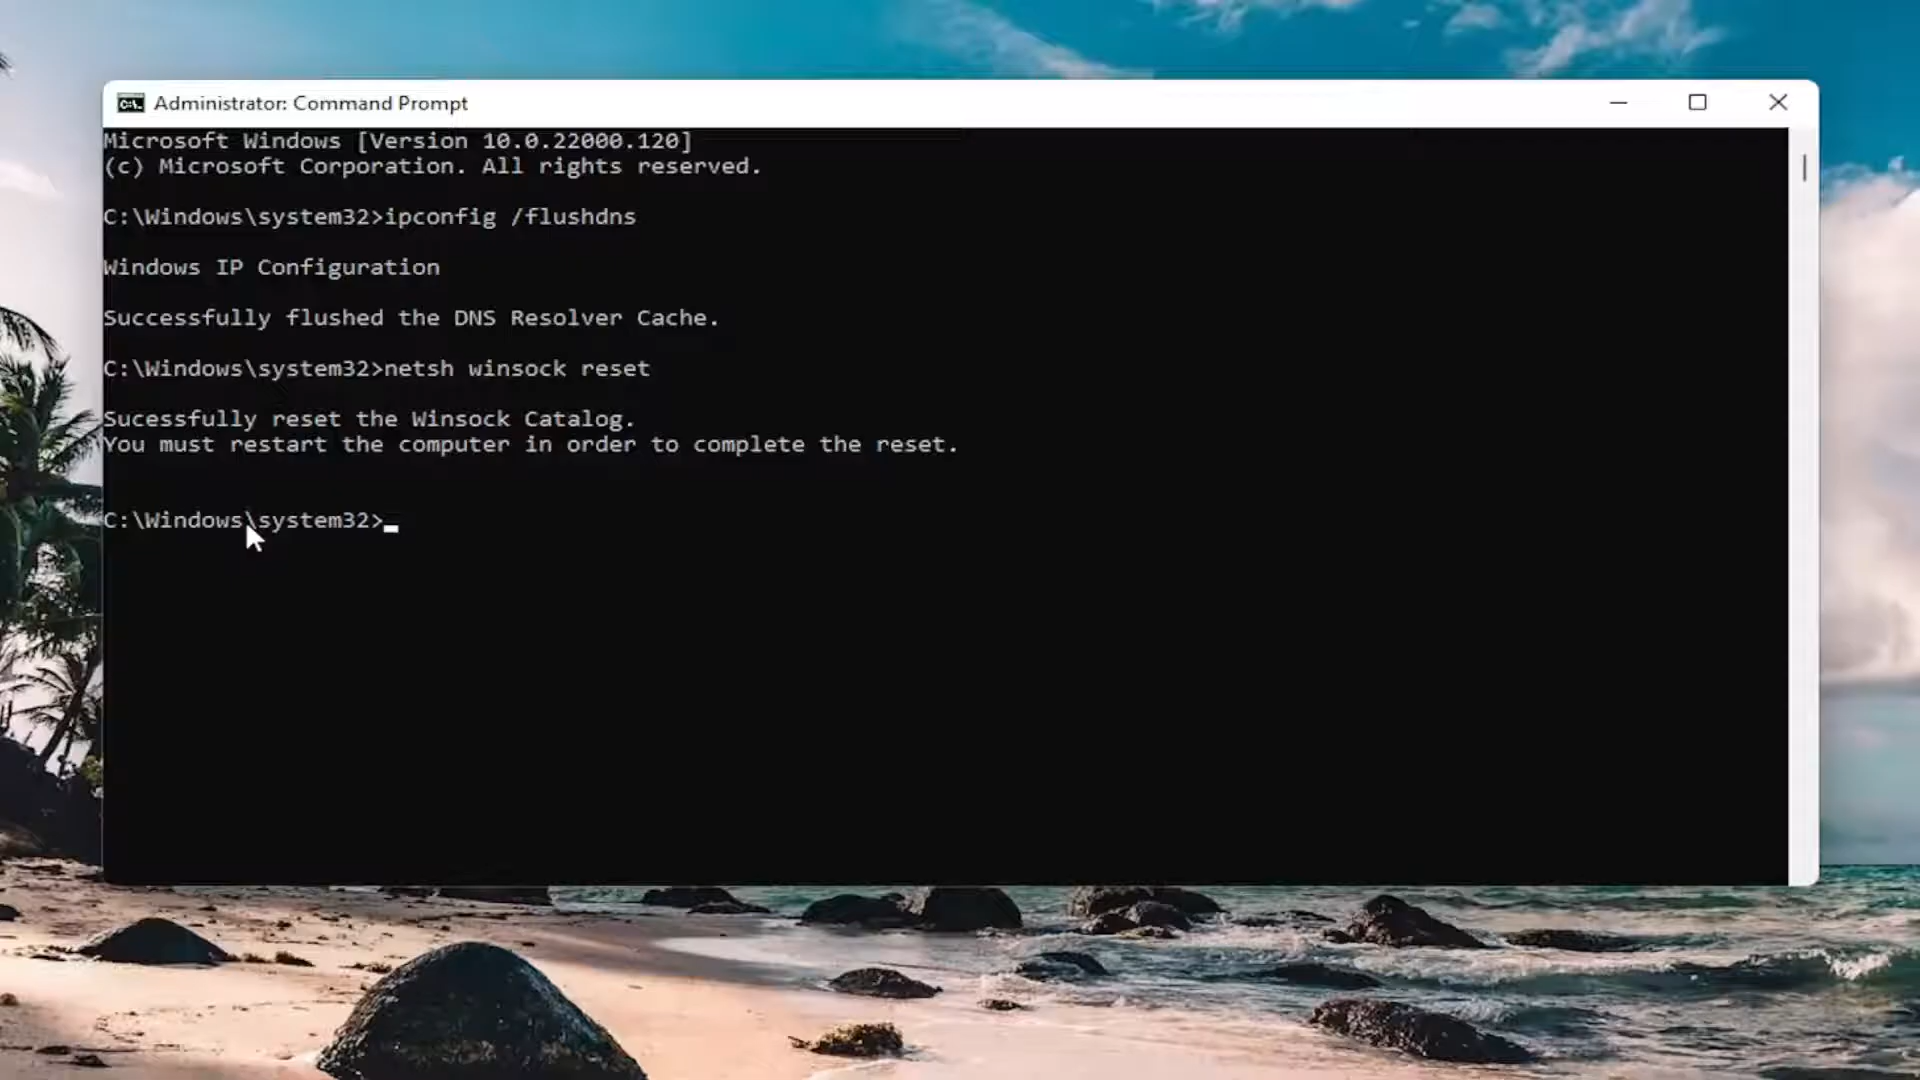 Administrator: Command Prompt
Microsoft Windows [Version 10.0.22000.120]
(c) Microsoft Corporation. All rights reserved.
C:\Windows\system32>ipconfig /flushdns
Windows IP Configuration
Successfully flushed the DNS Resolver Cache.
C:\Windows\system32>netsh winsock reset
Sucessfully reset the Winsock Catalog.
You must restart the computer in order to complete the reset.
C:\Windows\system32>